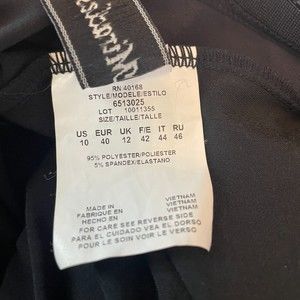 RN 40168
STYLE/MODELE/ESTILO
6513025
LOT 10011355
SIZE/TAILLE/TALLE
US EUR UK F/E IT RU
10 40 12 42 44 46
95% POLYESTER/POLIESTER
5% SPANDEX/ELASTANO
MADE IN VIETNAM
FABRIQUE EN VIETNAM
HECHO EN VIETNAM
FOR CARE SEE REVERSE SIDE
PARA EL CUIDADO VEA EL DORSO
POUR LE SOIN VOIR LE VERSO